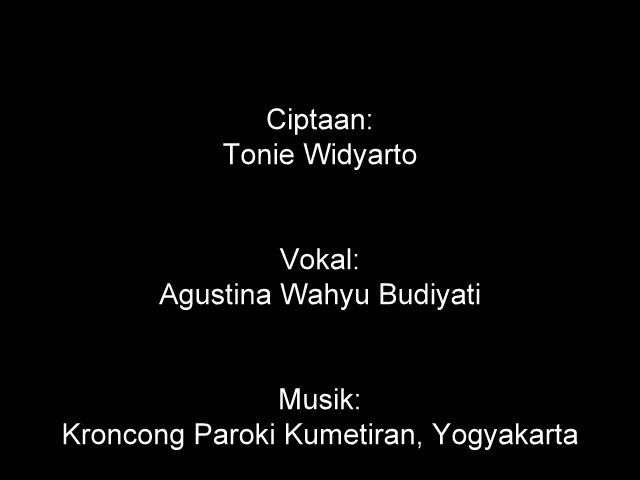 Ciptaan:
Tonie Widyarto
Vokal:
Agustina Wahyu Budiyati
Musik:
Kroncong Paroki Kumetiran, Yogyakarta